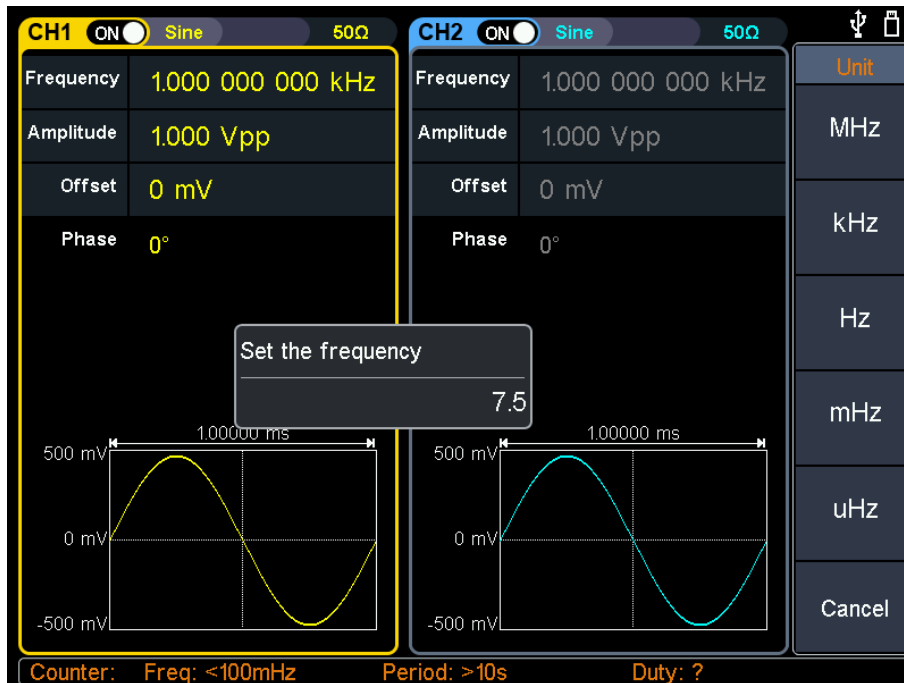 CH1 ON Sine 50Ω
Frequency 1.000 000 000 kHz
Amplitude 1.000 Vpp
Offset 0 mV
Phase 0°
CH2 ON Sine 50Ω
Frequency 1.000 000 000 kHz
Amplitude 1.000 Vpp
Offset 0 mV
Phase 0°
Set the frequency
7.5
1.00000 ms
500 mV
0 mV
-500 mV
1.00000 ms
500 mV
0 mV
-500 mV
Unit
MHz
kHz
Hz
mHz
uHz
Cancel
Counter: Freq: <100mHz Period: >10s Duty: ?